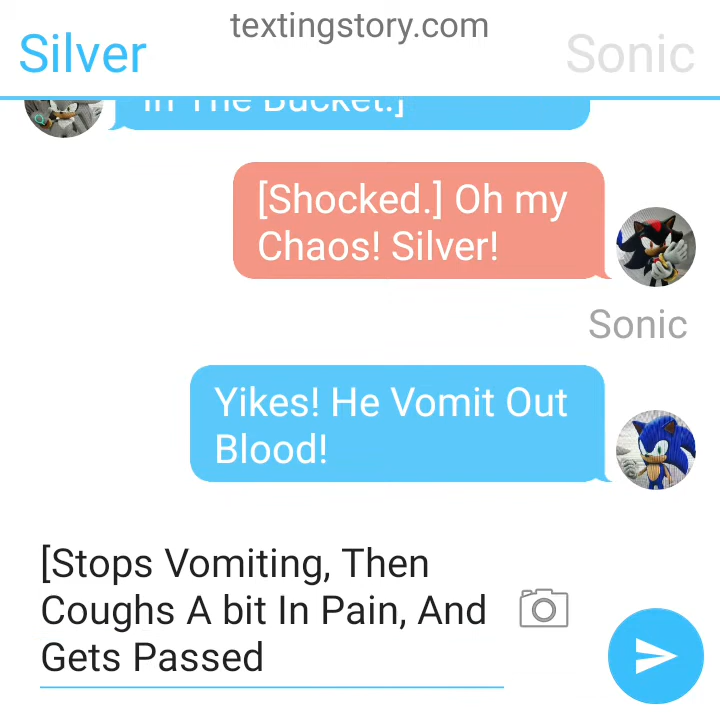 textingstory.com
Silver
Sonic
In The Bucket.]
[Shocked.] Oh my
Chaos! Silver!
Sonic
Yikes! He Vomit Out
Blood!
[Stops Vomiting, Then
Coughs A bit In Pain, And
Gets Passed